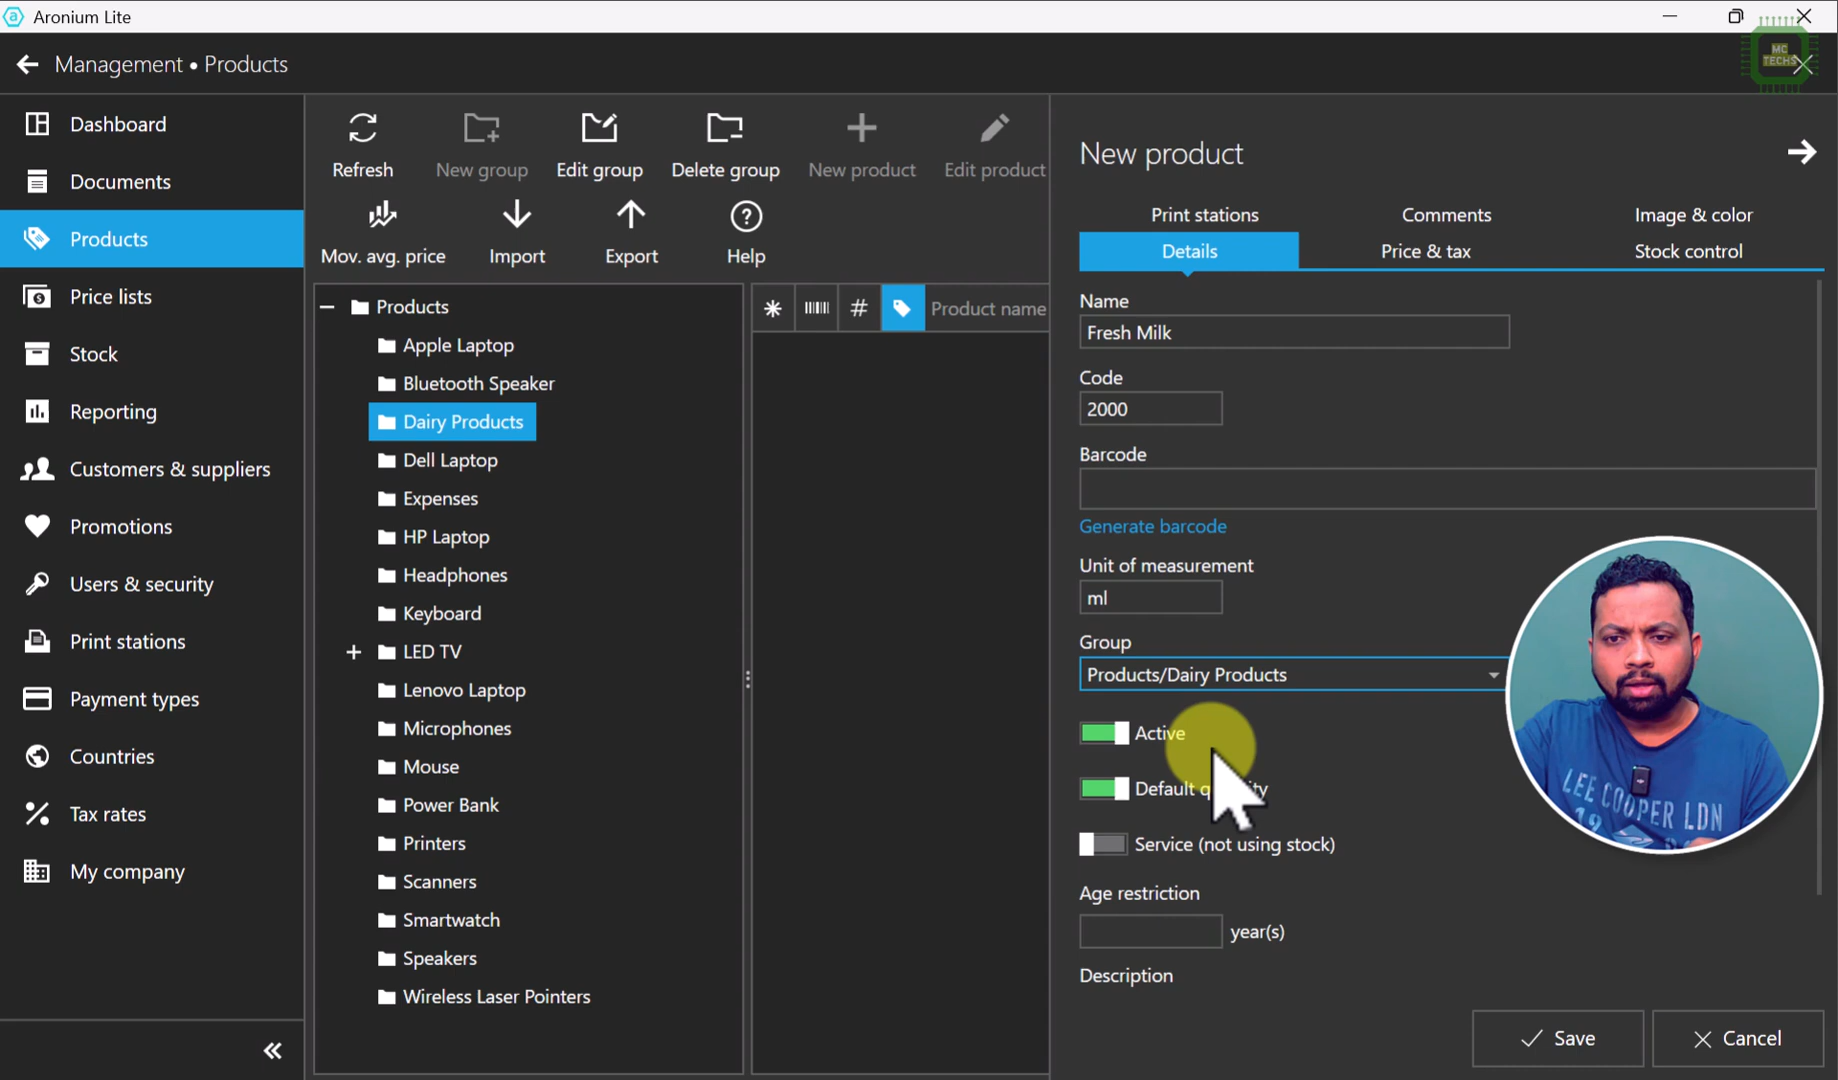 Aronium Lite
Management • Products
MC
TECHS
Dashboard
Documents
Products
Price lists
Stock
Reporting
Customers & suppliers
Promotions
Users & security
Print stations
Payment types
Countries
Tax rates
My company
Refresh
New group
Edit group
Delete group
New product
Edit product
Mov. avg. price
Import
Export
Help
Products
Apple Laptop
Bluetooth Speaker
Dairy Products
Dell Laptop
Expenses
HP Laptop
Headphones
Keyboard
LED TV
Lenovo Laptop
Microphones
Mouse
Power Bank
Printers
Scanners
Smartwatch
Speakers
Wireless Laser Pointers
#
Product name
New product
Print stations
Comments
Image & color
Details
Price & tax
Stock control
Name
Fresh Milk
Code
2000
Barcode
Generate barcode
Unit of measurement
ml
Group
Products/Dairy Products
Active
Default
Service (not using stock)
Age restriction
year(s)
Description
Save
Cancel
LEE COOPER LDN